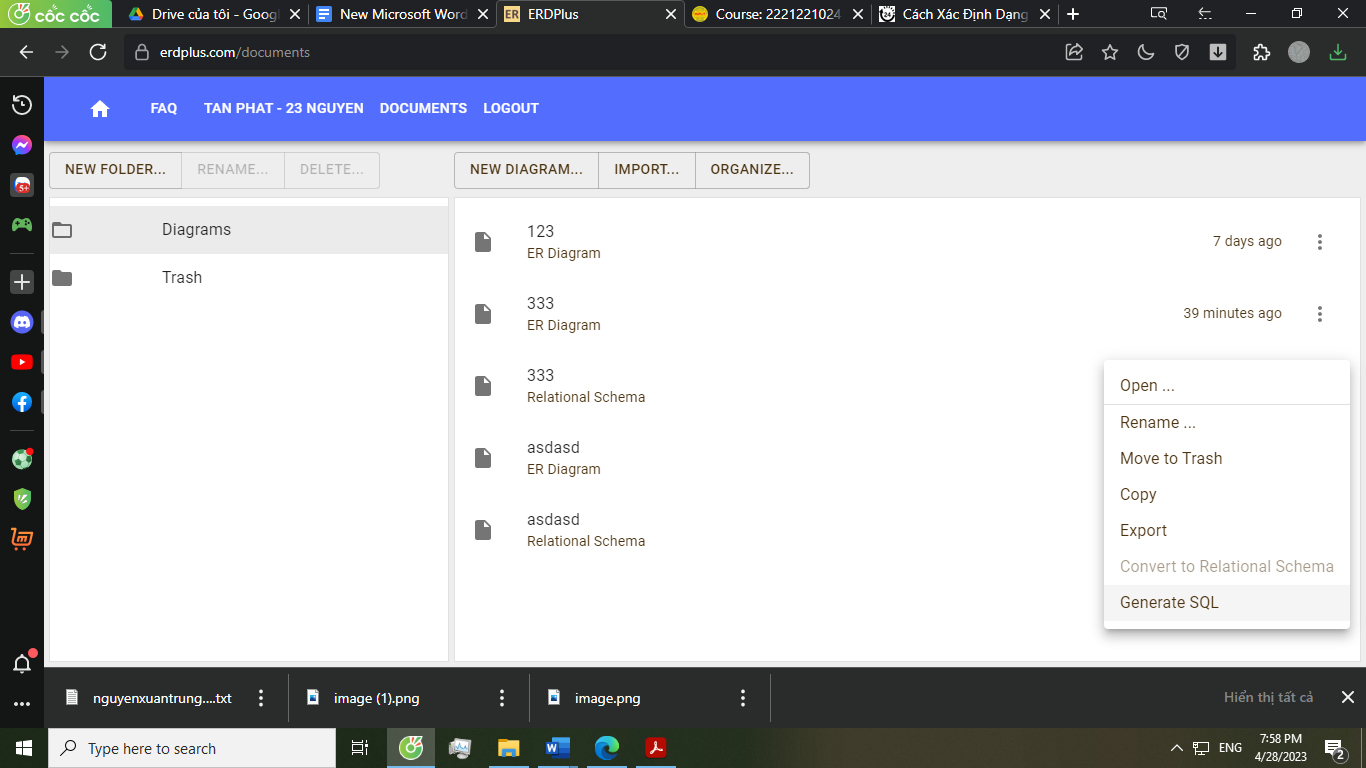 cốc cốc
Drive của tôi - Googl
New Microsoft Word
ER ERDPlus
Course: 2221221024
Cách Xác Định Dạng
erdplus.com/documents
FAQ TAN PHAT - 23 NGUYEN DOCUMENTS LOGOUT
NEW FOLDER... RENAME... DELETE... NEW DIAGRAM... IMPORT... ORGANIZE...
Diagrams
Trash
123
ER Diagram
7 days ago
333
ER Diagram
39 minutes ago
333
Relational Schema
asdasd
ER Diagram
asdasd
Relational Schema
Open ...
Rename ...
Move to Trash
Copy
Export
Convert to Relational Schema
Generate SQL
5+
nguyenxuantrung....txt
image (1).png
image.png
Hiển thị tất cả
Type here to search
ENG
7:58 PM
4/28/2023
2